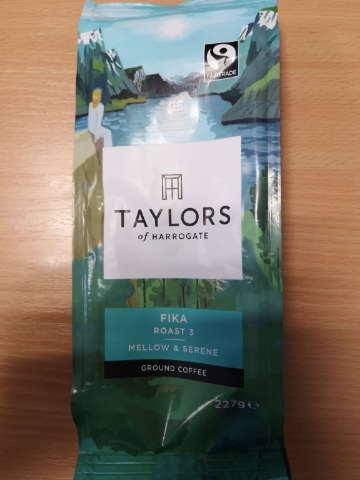 FAIRTRADE
TAYLORS
of HARROGATE
FIKA
ROAST 3
MELLOW & SERENE
GROUND COFFEE
227g ℮